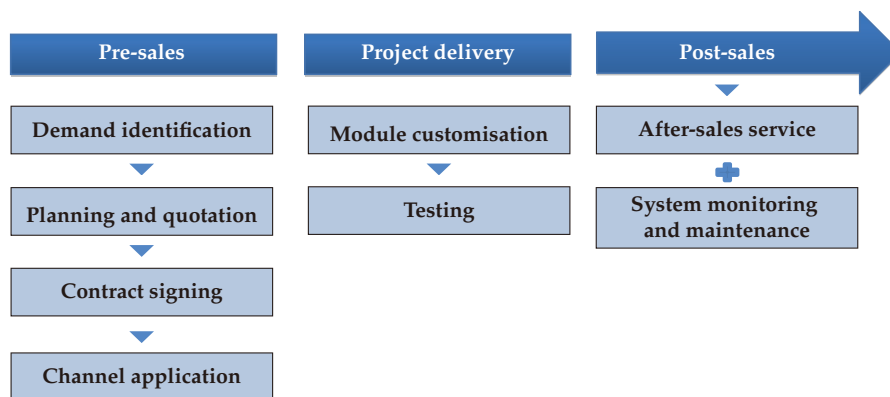 Pre-sales
Demand identification
Planning and quotation
Contract signing
Channel application
Project delivery
Module customisation
Testing
Post-sales
After-sales service
System monitoring
and maintenance